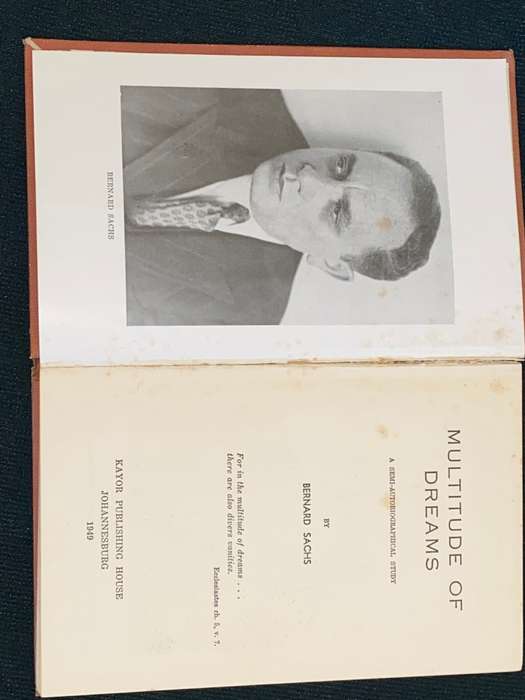 BERNARD SACHS
MULTITUDE OF
DREAMS
A SEMI-AUTOBIOGRAPHICAL STUDY
BY
BERNARD SACHS
For in the multitude of dreams . . .
there are also divers vanities.
Ecclesiastes ch. 5, v. 7.
KAYOR PUBLISHING HOUSE
JOHANNESBURG
1949